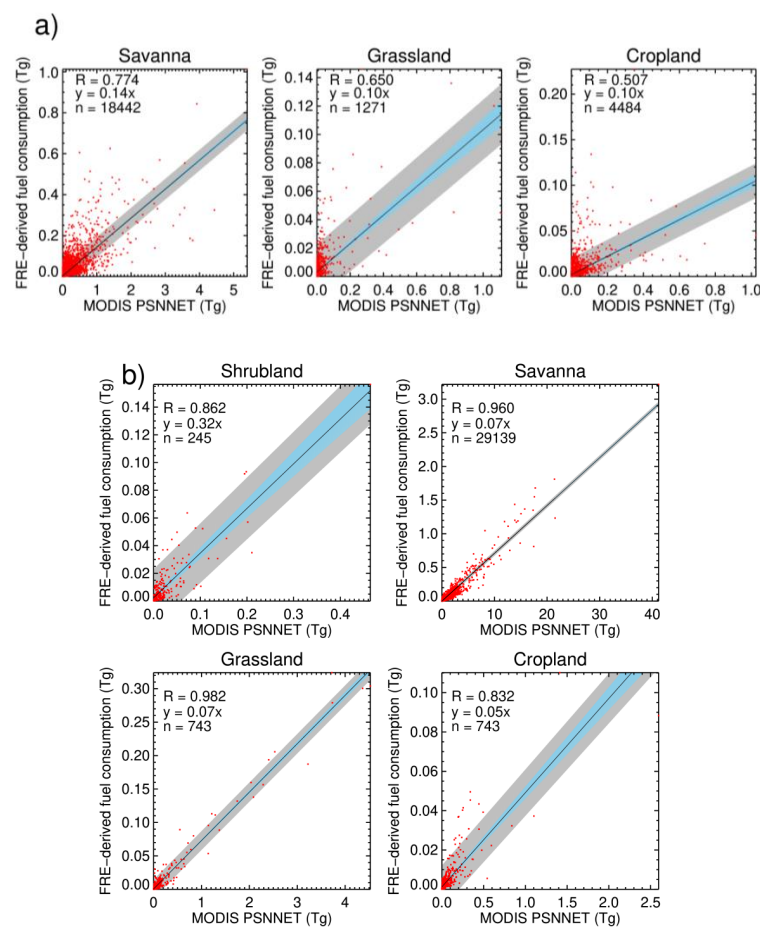 a)
Savanna
FRE−derived fuel consumption (Tg)
1.0
0.8
0.6
0.4
0.2
0.0
R = 0.774
y = 0.14x
n = 18442
0 1 2 3 4 5
MODIS PSNNET (Tg)
Grassland
FRE−derived fuel consumption (Tg)
0.14
0.12
0.10
0.08
0.06
0.04
0.02
0.00
R = 0.650
y = 0.10x
n = 1271
0.0 0.2 0.4 0.6 0.8 1.0
MODIS PSNNET (Tg)
Cropland
FRE−derived fuel consumption (Tg)
0.20
0.15
0.10
0.05
0.00
R = 0.507
y = 0.10x
n = 4484
0.0 0.2 0.4 0.6 0.8 1.0
MODIS PSNNET (Tg)
b)
Shrubland
FRE−derived fuel consumption (Tg)
0.14
0.12
0.10
0.08
0.06
0.04
0.02
0.00
R = 0.862
y = 0.32x
n = 245
0.0 0.1 0.2 0.3 0.4
MODIS PSNNET (Tg)
Savanna
FRE−derived fuel consumption (Tg)
3.0
2.5
2.0
1.5
1.0
0.5
0.0
R = 0.960
y = 0.07x
n = 29139
0 10 20 30 40
MODIS PSNNET (Tg)
Grassland
FRE−derived fuel consumption (Tg)
0.30
0.25
0.20
0.15
0.10
0.05
0.00
R = 0.982
y = 0.07x
n = 743
0 1 2 3 4
MODIS PSNNET (Tg)
Cropland
FRE−derived fuel consumption (Tg)
0.10
0.08
0.06
0.04
0.02
0.00
R = 0.832
y = 0.05x
n = 743
0.0 0.5 1.0 1.5 2.0 2.5
MODIS PSNNET (Tg)